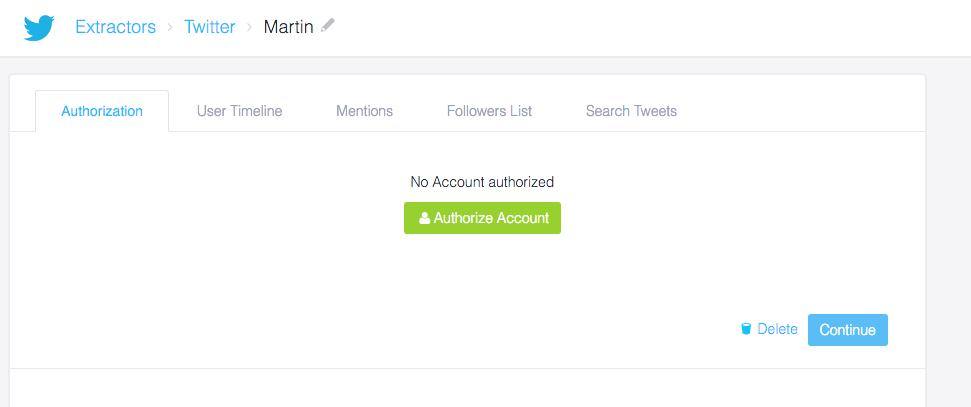 Extractors › Twitter › Martin
Authorization User Timeline Mentions Followers List Search Tweets
No Account authorized
Authorize Account
Delete Continue